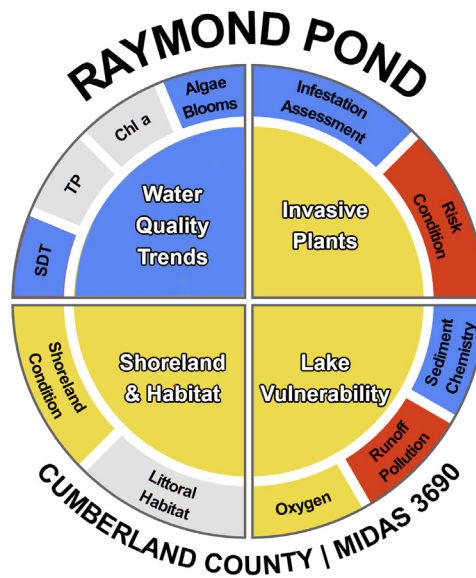 RAYMOND POND
Algae
Blooms
Chl a
TP
SDT
Water
Quality
Trends
Infestation
Assessment
Risk
Condition
Invasive
Plants
Shoreland
Condition
Littoral
Habitat
Shoreland
& Habitat
Lake
Vulnerability
Sediment
Chemistry
Runoff
Pollution
Oxygen
CUMBERLAND COUNTY | MIDAS 3690